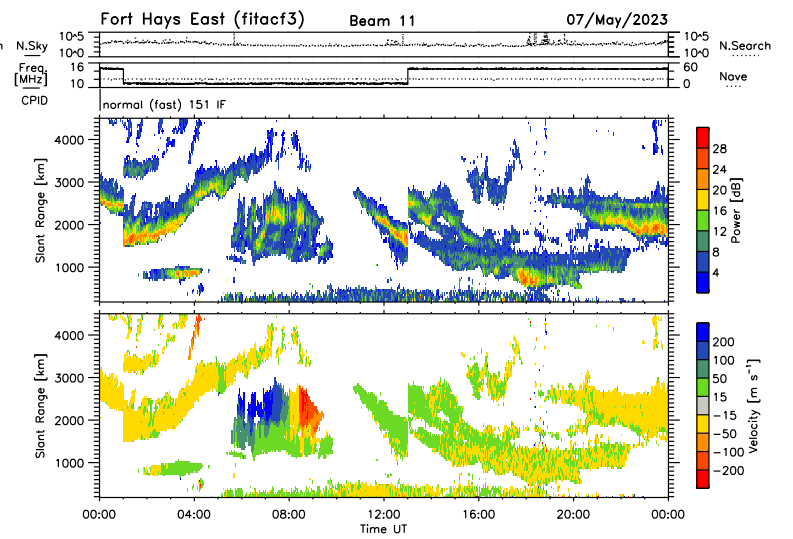 Fort Hays East (fitacf3) Beam 11 07/May/2023
N.Sky 10^5 10^0 10^5 10^0 N.Search
Freq. [MHz] 16 10 60 0 Nave
CPID normal (fast) 151 IF
Slant Range [km] 4000 3000 2000 1000
28 24 20 16 12 8 4 Power [dB]
Slant Range [km] 4000 3000 2000 1000
200 100 50 15 -15 -50 -100 -200 Velocity [m s⁻¹]
00:00 04:00 08:00 12:00 16:00 20:00 00:00
Time UT